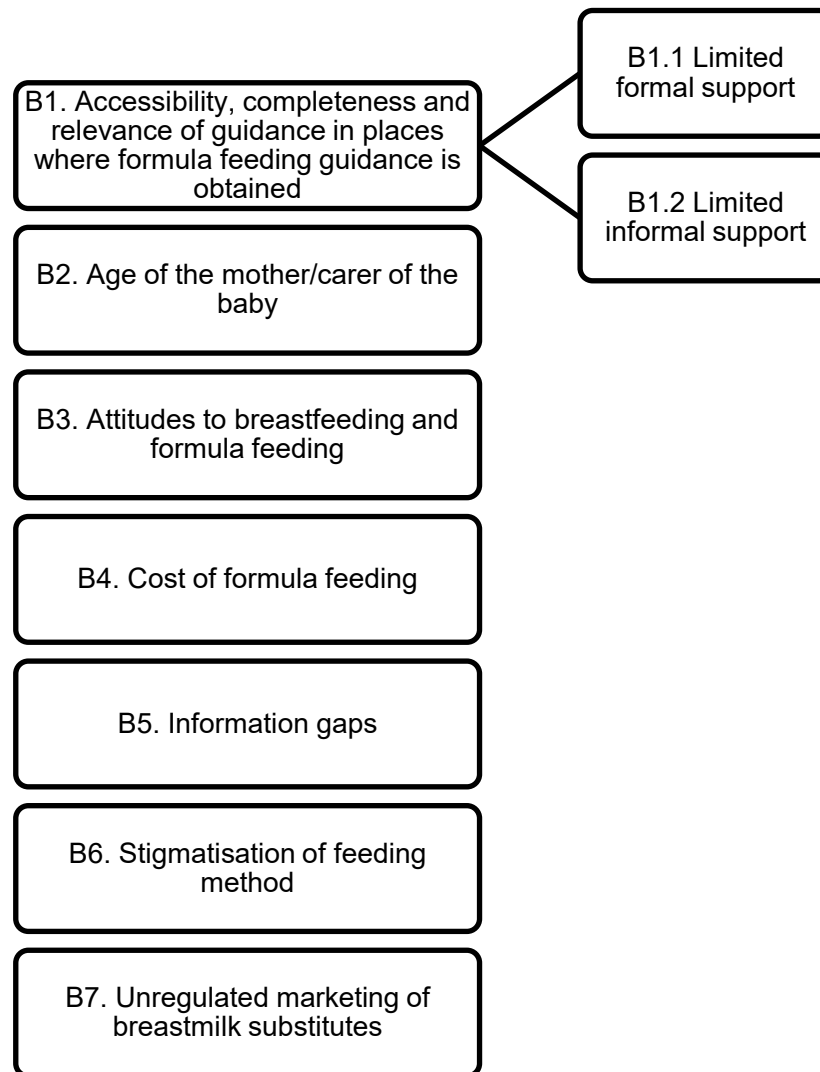 B1. Accessibility, completeness and
relevance of guidance in places
where formula feeding guidance is
obtained
B1.1 Limited
formal support
B1.2 Limited
informal support
B2. Age of the mother/carer of the
baby
B3. Attitudes to breastfeeding and
formula feeding
B4. Cost of formula feeding
B5. Information gaps
B6. Stigmatisation of feeding
method
B7. Unregulated marketing of
breastmilk substitutes